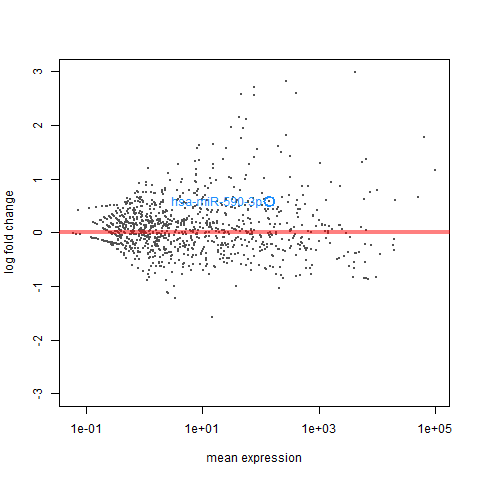 3
2
1
0
-1
-2
-3
log fold change
hsa-miR-590-3p
1e-01
1e+01
1e+03
1e+05
mean expression